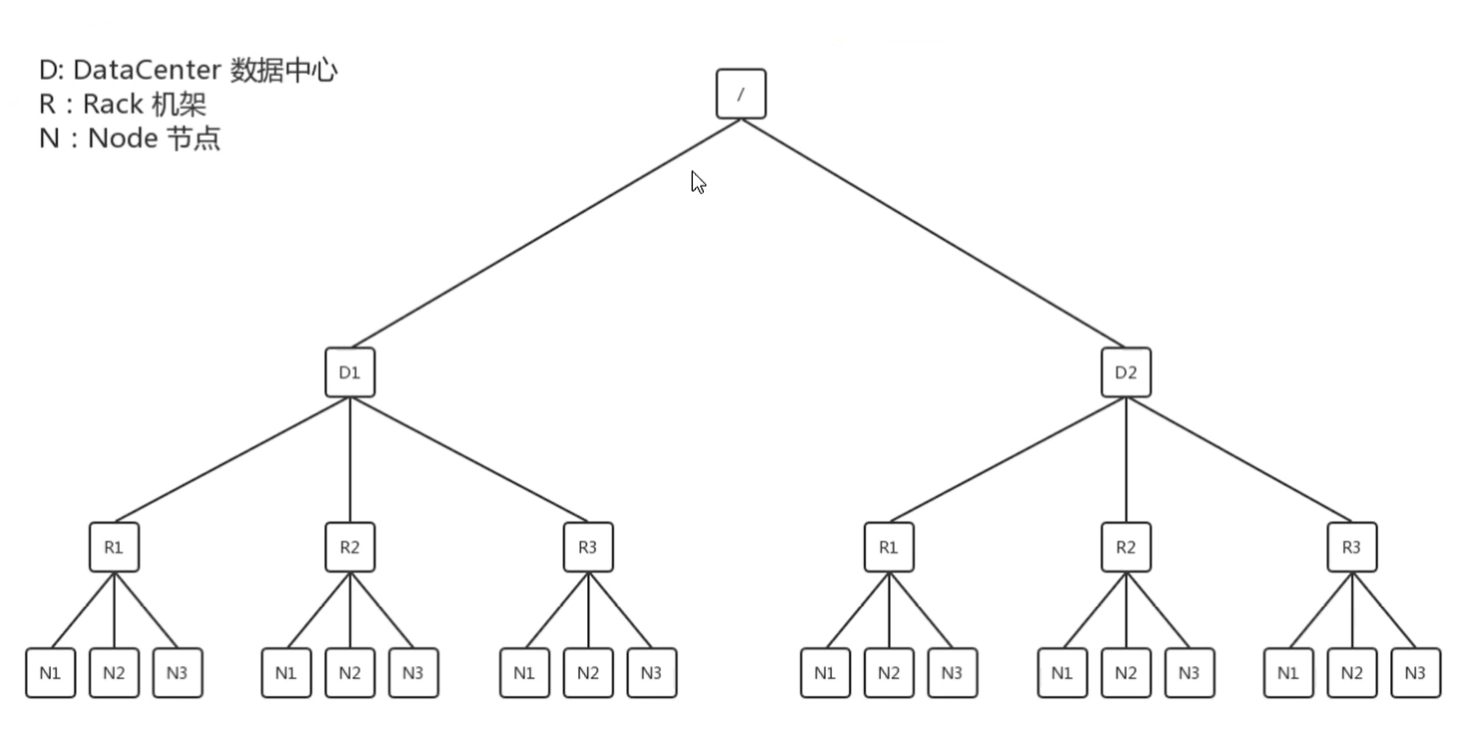 D: DataCenter 数据中心
R：Rack 机架
N：Node 节点
/
D1 D2
R1 R2 R3 R1 R2 R3
N1 N2 N3 N1 N2 N3 N1 N2 N3 N1 N2 N3 N1 N2 N3 N1 N2 N3